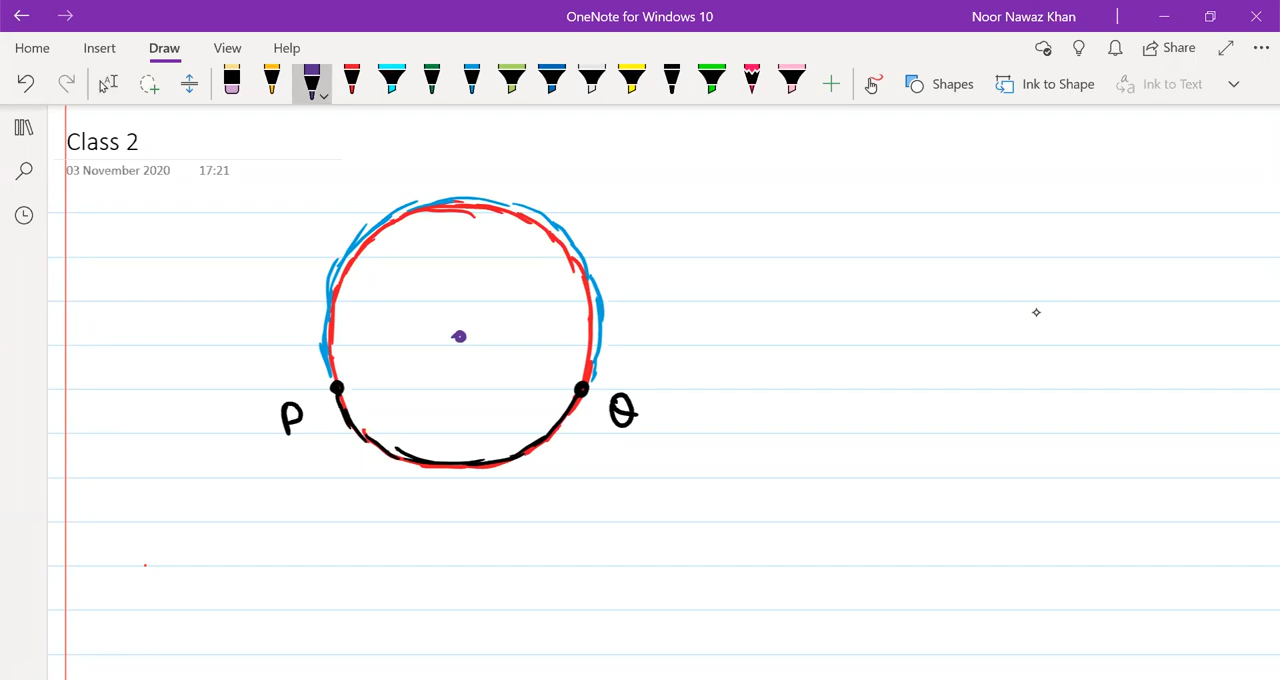 OneNote for Windows 10
Noor Nawaz Khan
Home Insert Draw View Help
Share
Shapes Ink to Shape Ink to Text
Class 2
03 November 2020 17:21
P Q